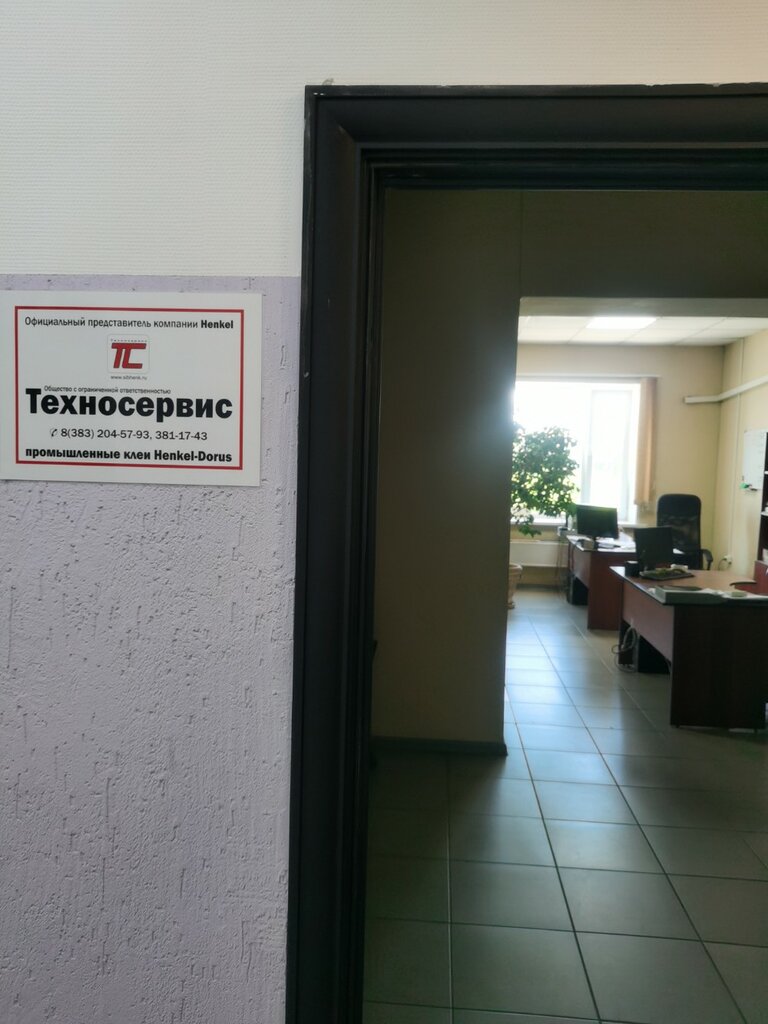 Официальный представитель компании Henkel
ТС
www.sibhenk.ru
Общество с ограниченной ответственностью
Техносервис
✆ 8(383) 204-57-93, 381-17-43
промышленные клеи Henkel-Dorus